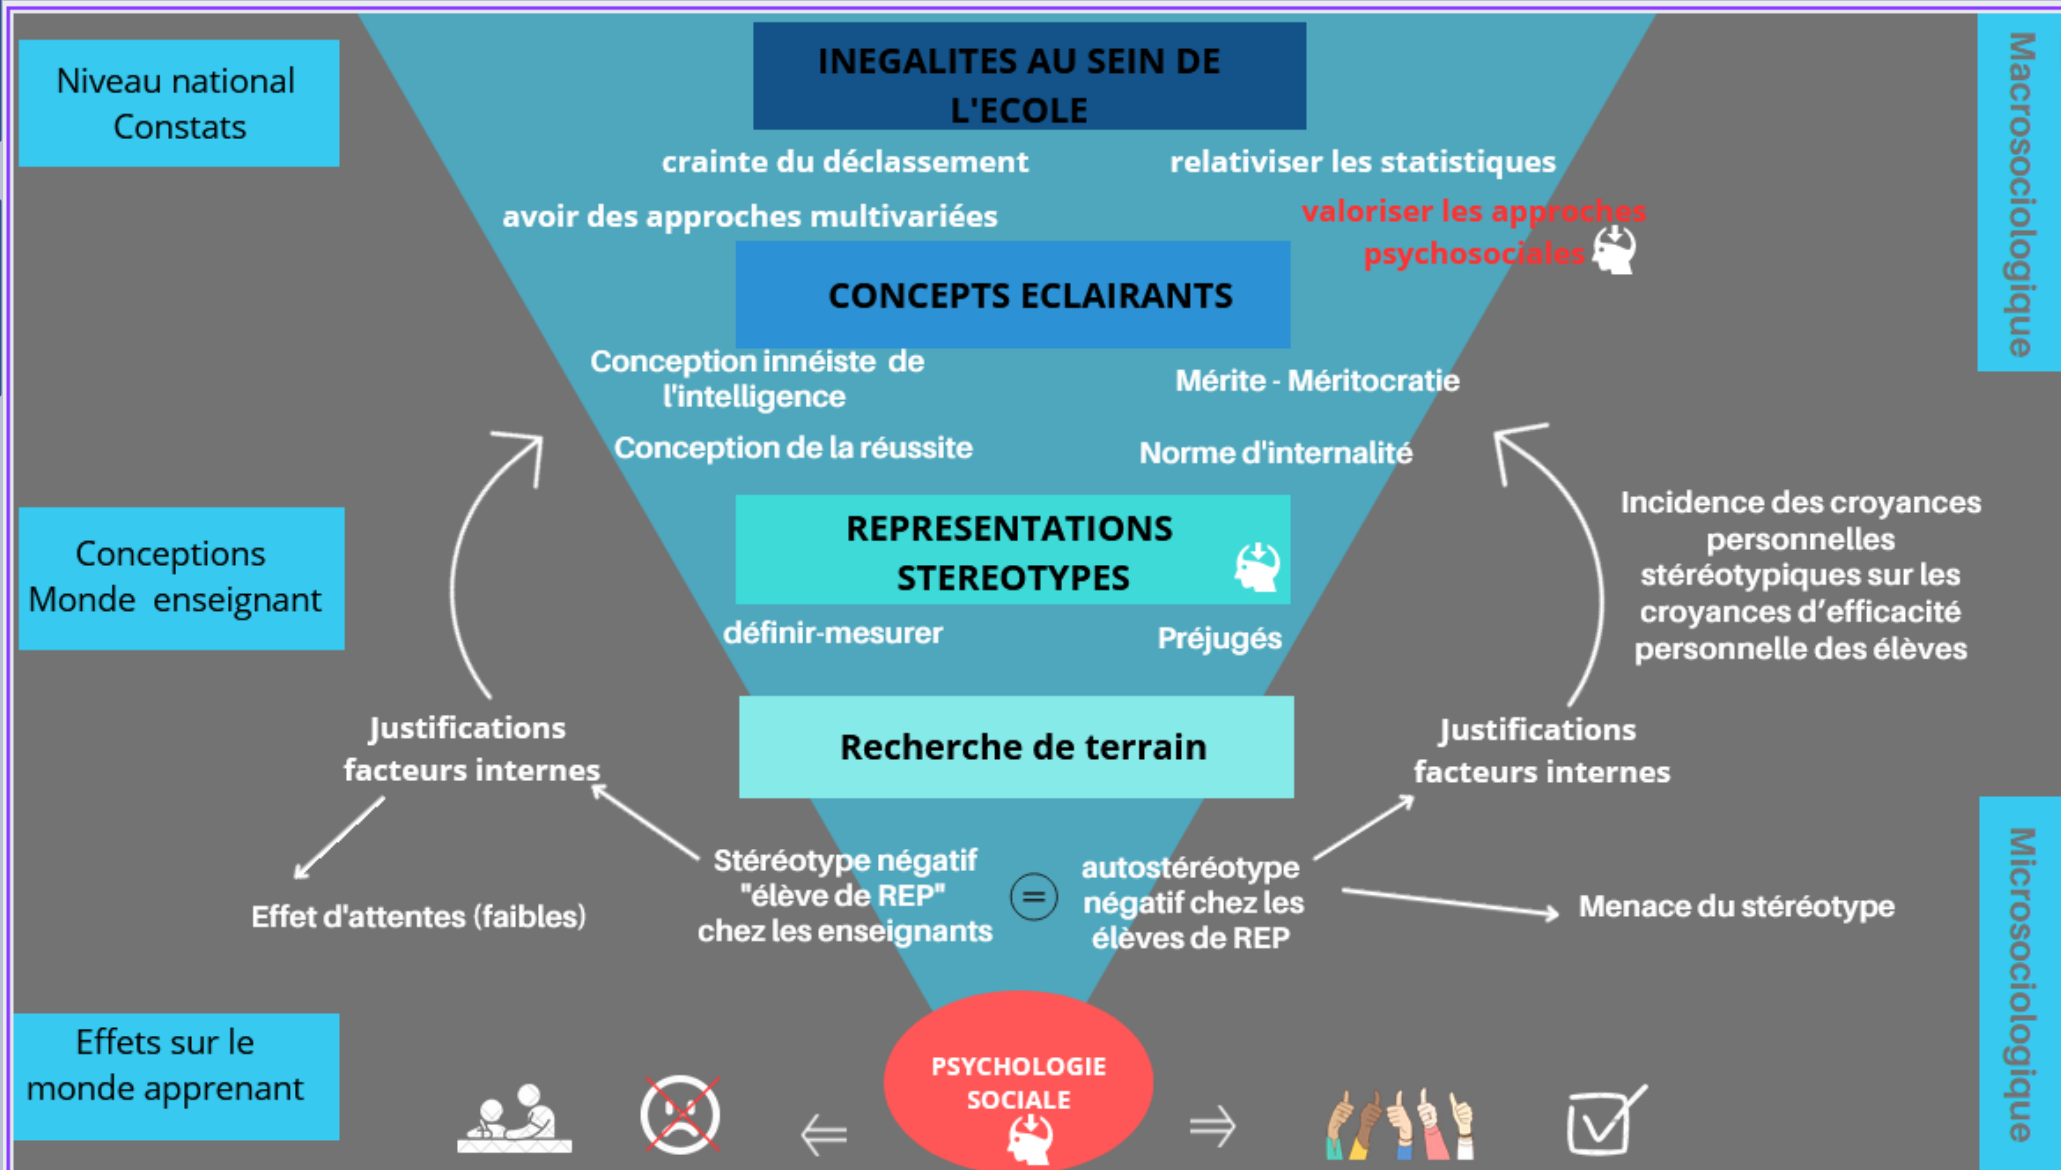 Niveau national
Constats
INEGALITES AU SEIN DE
L'ECOLE
Macrosociologique
crainte du déclassement
relativiser les statistiques
avoir des approches multivariées
valoriser les approches
psychosociales
CONCEPTS ECLAIRANTS
Conception innéiste de
l'intelligence
Mérite - Méritocratie
Conception de la réussite
Norme d'internalité
Conceptions
Monde enseignant
REPRESENTATIONS
STEREOTYPES
Incidence des croyances
personnelles
stéréotypiques sur les
croyances d’efficacité
personnelle des élèves
définir-mesurer
Préjugés
Justifications
facteurs internes
Recherche de terrain
Justifications
facteurs internes
Effet d'attentes (faibles)
Stéréotype négatif
"élève de REP"
chez les enseignants
=
autostéréotype
négatif chez les
élèves de REP
Menace du stéréotype
Microsociologique
Effets sur le
monde apprenant
PSYCHOLOGIE
SOCIALE